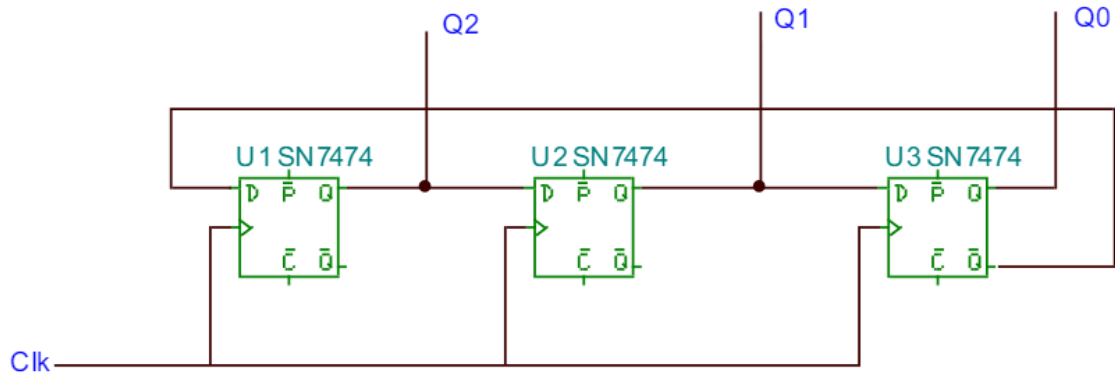 Q2
Q1
Q0
U1 SN7474
U2 SN7474
U3 SN7474
D P̅ Q
D P̅ Q
D P̅ Q
C̅ Q̅
C̅ Q̅
C̅ Q̅
Clk